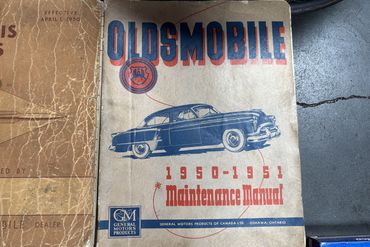 EFFECTIVE
APRIL 1, 1950
OLDSMOBILE
1950-1951
Maintenance Manual
GM
GENERAL
MOTORS
PRODUCTS
GENERAL MOTORS PRODUCTS OF CANADA LTD. OSHAWA, ONTARIO